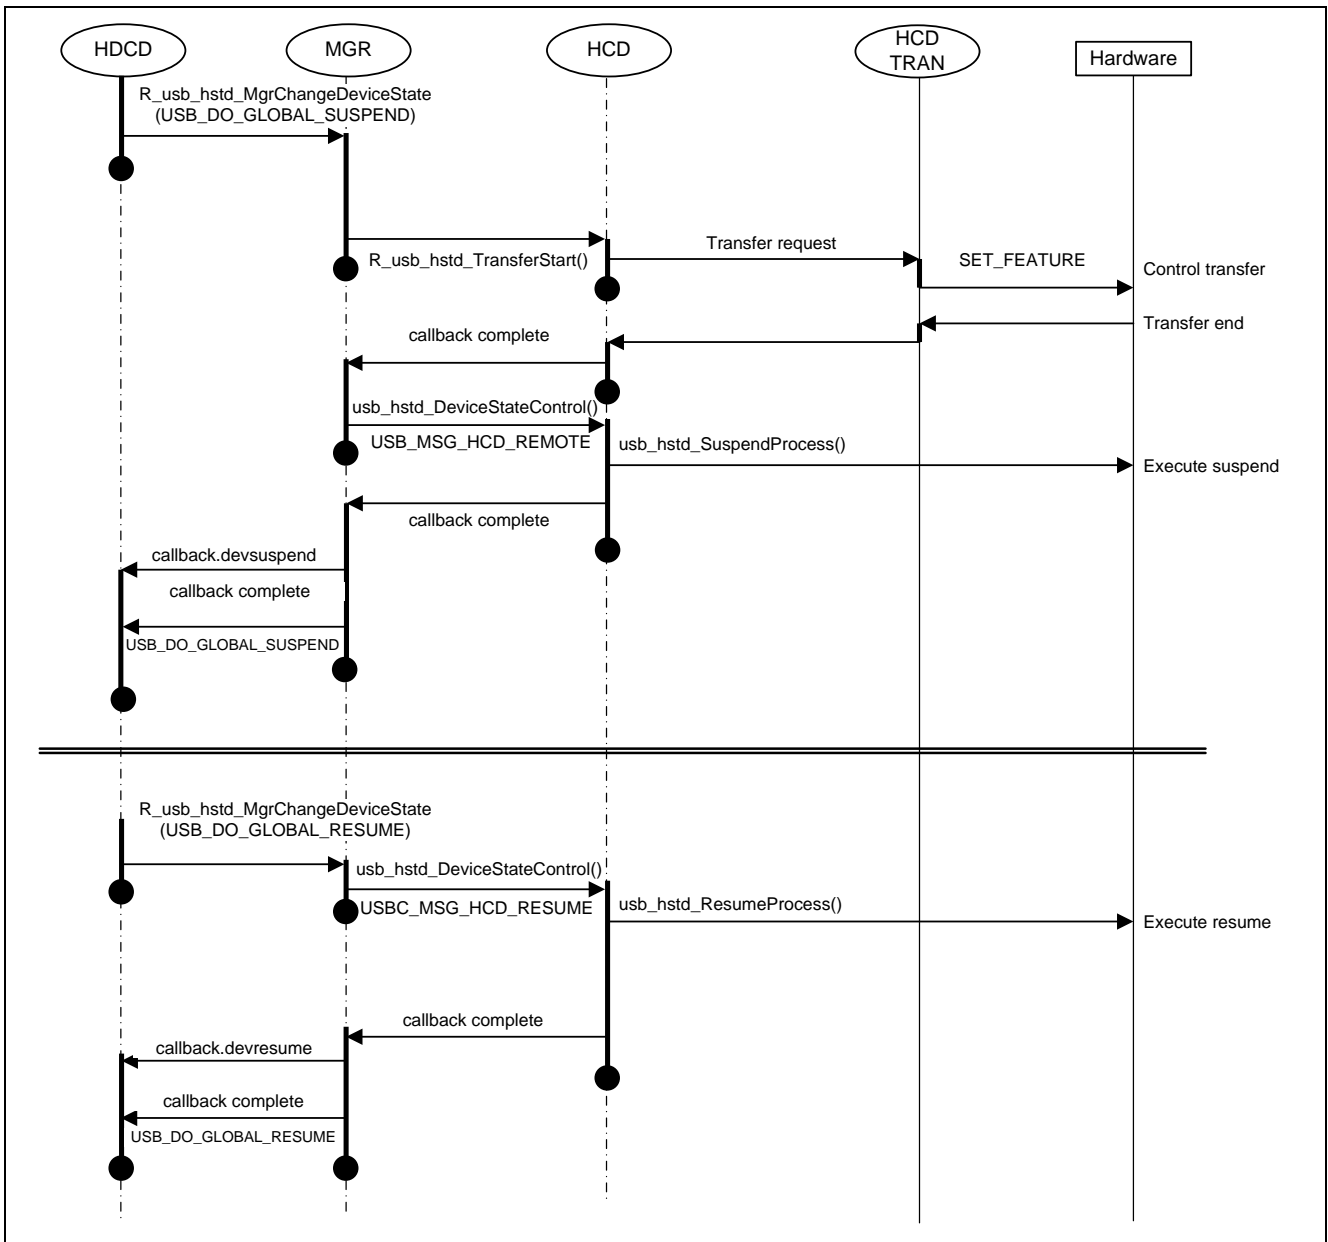 HDCD
MGR
HCD
HCD
TRAN
Hardware
R_usb_hstd_MgrChangeDeviceState
(USB_DO_GLOBAL_SUSPEND)
R_usb_hstd_TransferStart()
Transfer request
SET_FEATURE
Control transfer
Transfer end
callback complete
usb_hstd_DeviceStateControl()
USB_MSG_HCD_REMOTE
usb_hstd_SuspendProcess()
Execute suspend
callback complete
callback.devsuspend
callback complete
USB_DO_GLOBAL_SUSPEND
R_usb_hstd_MgrChangeDeviceState
(USB_DO_GLOBAL_RESUME)
usb_hstd_DeviceStateControl()
USBC_MSG_HCD_RESUME
usb_hstd_ResumeProcess()
Execute resume
callback complete
callback.devresume
callback complete
USB_DO_GLOBAL_RESUME